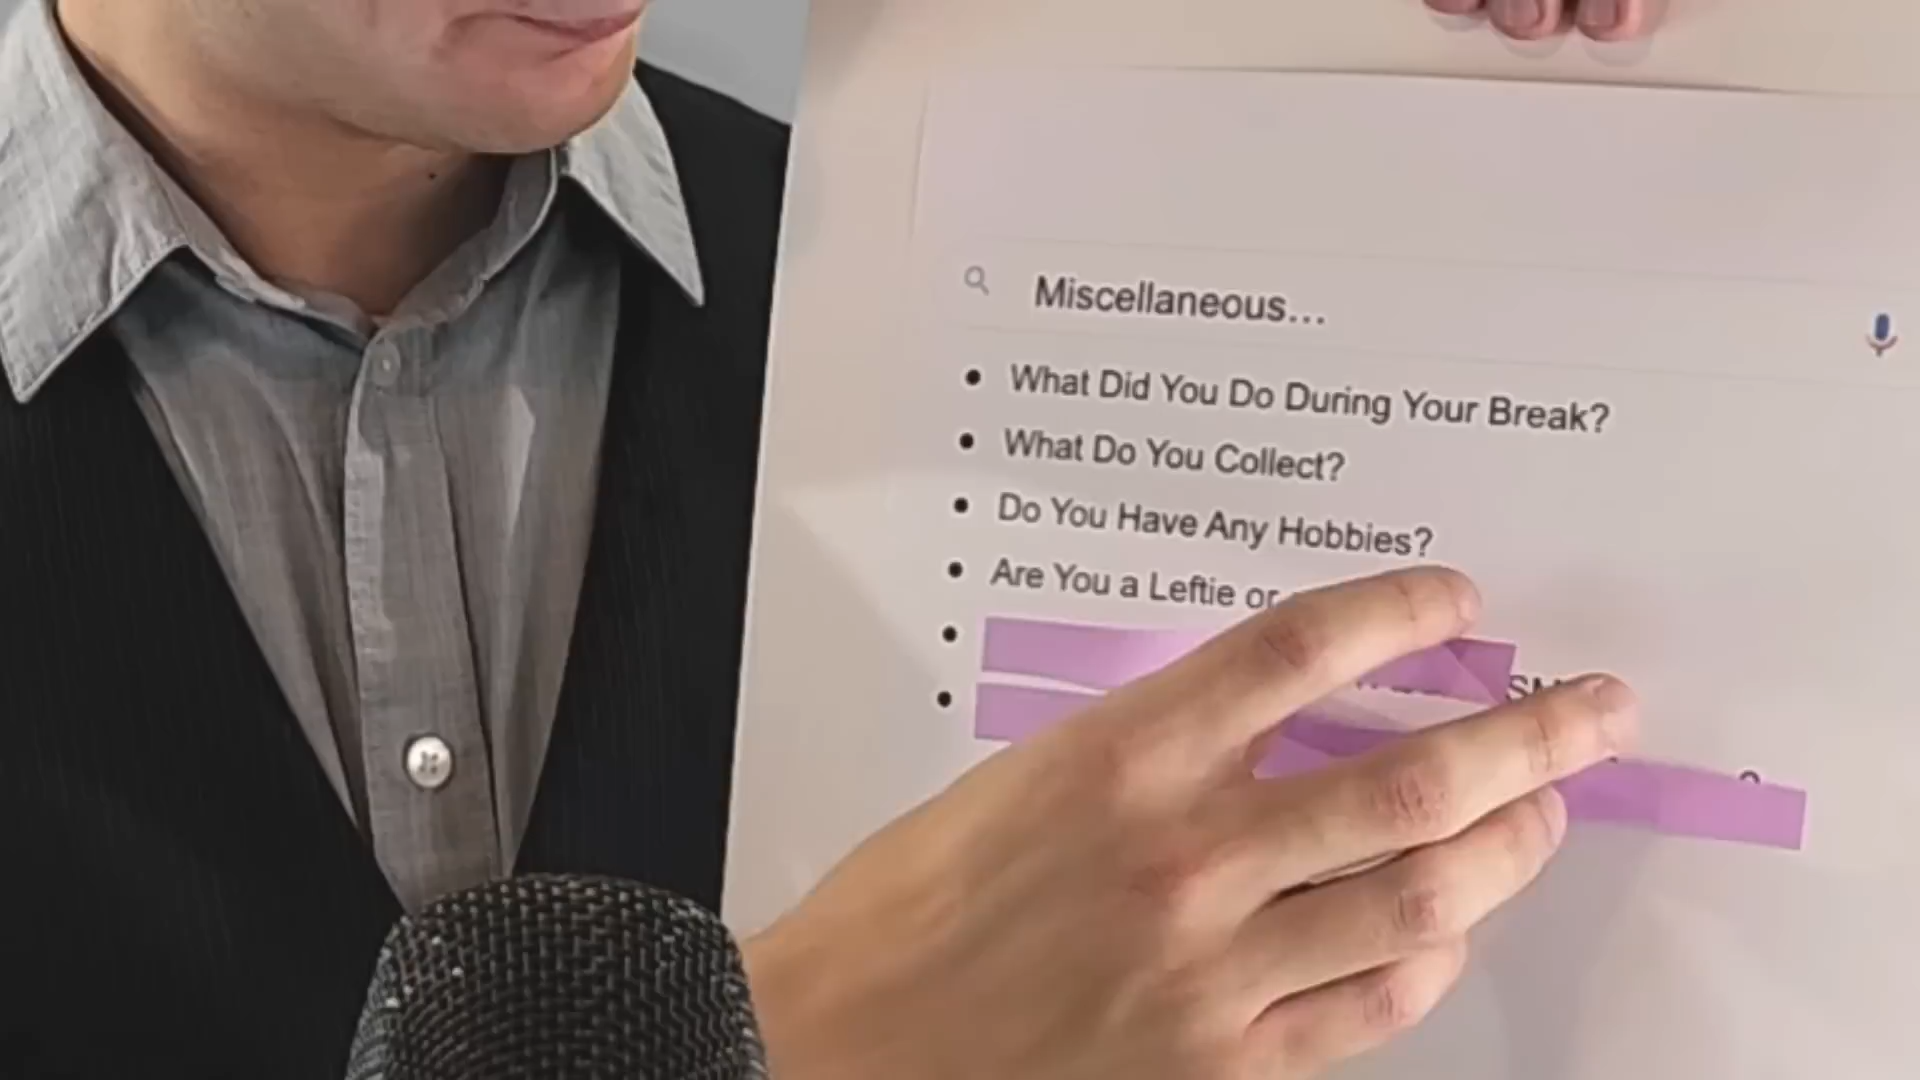 Miscellaneous...
• What Did You Do During Your Break?
• What Do You Collect?
• Do You Have Any Hobbies?
• Are You a Leftie or
•
•